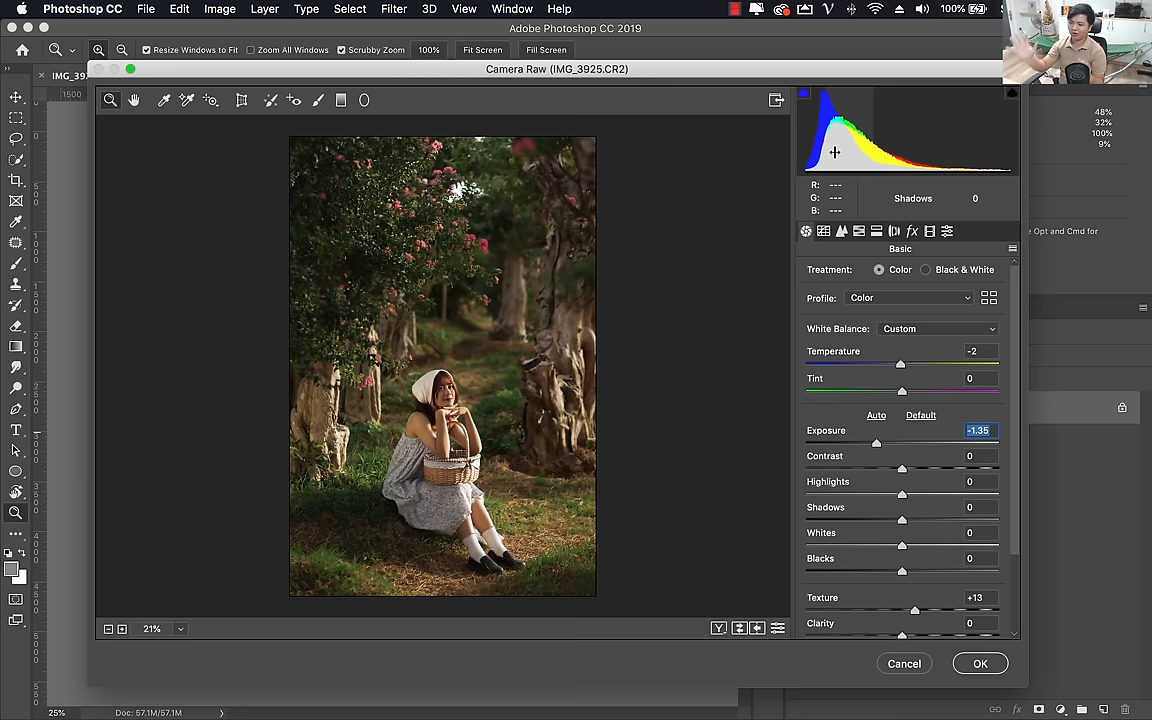 Photoshop CC File Edit Image Layer Type Select Filter 3D View Window Help 100%
Adobe Photoshop CC 2019
Resize Windows to Fit Zoom All Windows Scrubby Zoom 100% Fit Screen Fill Screen
IMG_392
Camera Raw (IMG_3925.CR2)
1500
48%
32%
100%
9%
R: ---
G: ---
B: ---
Shadows 0
e Opt and Cmd for
Basic
Treatment: Color Black & White
Profile: Color
White Balance: Custom
Temperature -2
Tint 0
Auto Default
Exposure -1.35
Contrast 0
Highlights 0
Shadows 0
Whites 0
Blacks 0
Texture +13
Clarity 0
21% Y
Cancel OK
25% Doc: 57.1M/57.1M